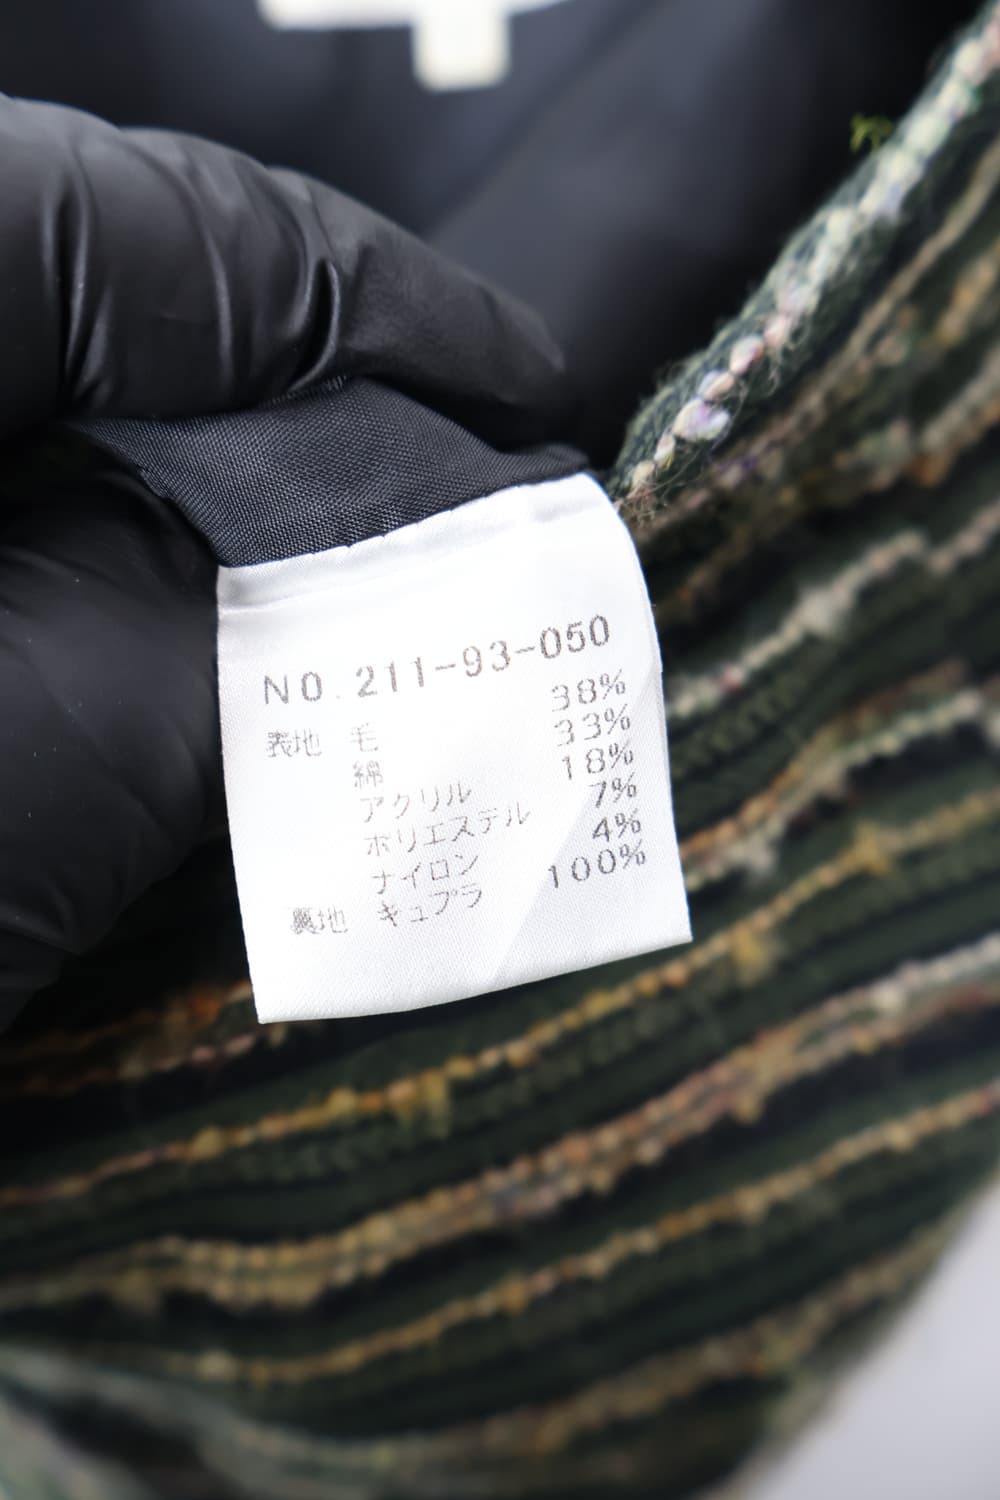 NO.211-93-050
表地 毛 38%
綿 33%
アクリル 18%
ポリエステル 7%
ナイロン 4%
裏地 キュプラ 100%